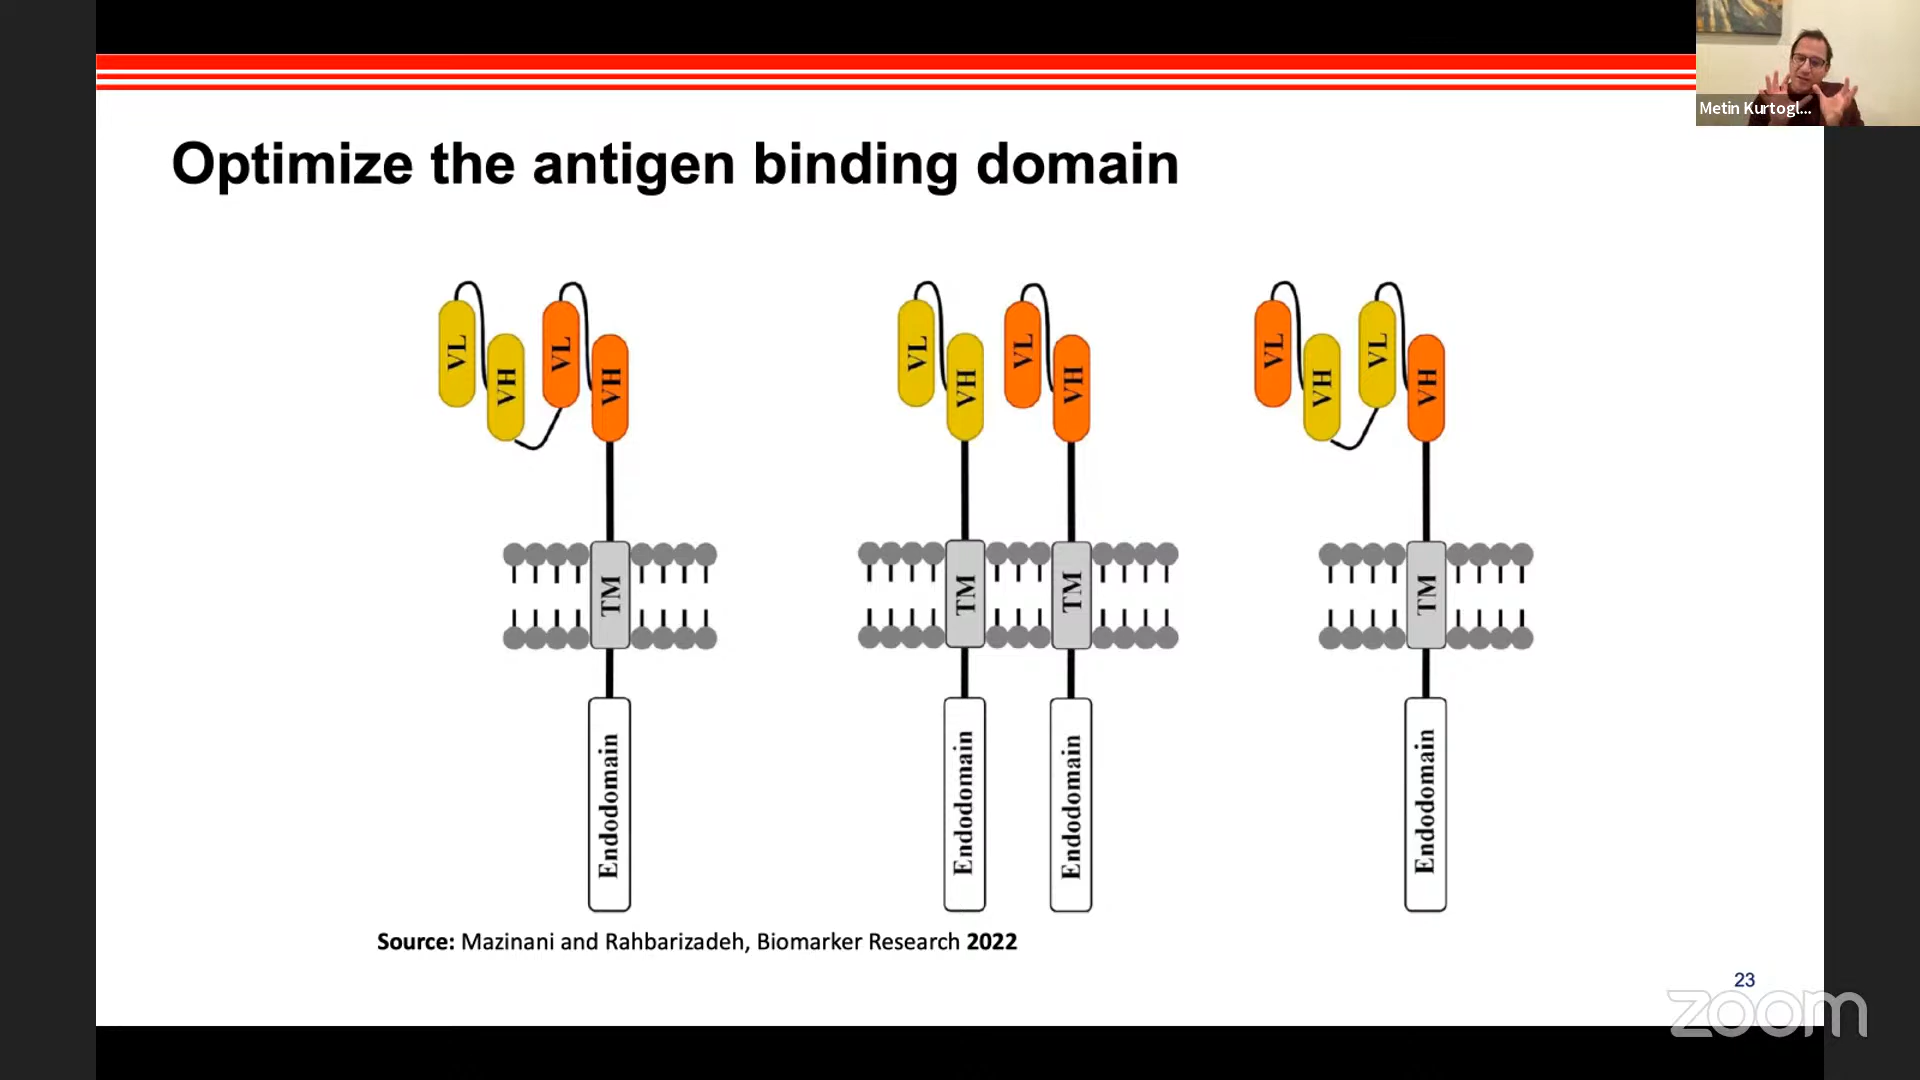 Metin Kurtogl...
Optimize the antigen binding domain
VL VH VL VH
VL VH VL VH
VL VH VL VH
TM
TM TM
TM
Endodomain
Endodomain Endodomain
Endodomain
Source: Mazinani and Rahbarizadeh, Biomarker Research 2022
23
zoom